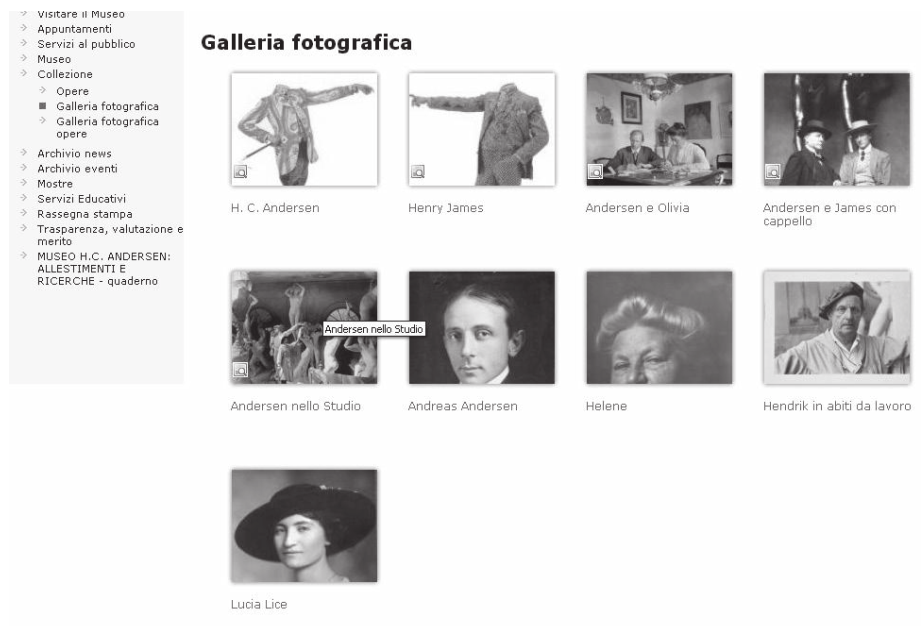 Visitare il Museo
Appuntamenti
Servizi al pubblico
Museo
Collezione
Opere
Galleria fotografica
Galleria fotografica
opere
Archivio news
Archivio eventi
Mostre
Servizi Educativi
Rassegna stampa
Trasparenza, valutazione e
merito
MUSEO H.C. ANDERSEN:
ALLESTIMENTI E
RICERCHE - quaderno
Galleria fotografica
H. C. Andersen
Henry James
Andersen e Olivia
Andersen e James con
cappello
Andersen nello Studio
Andersen nello Studio
Andreas Andersen
Helene
Hendrik in abiti da lavoro
Lucia Lice